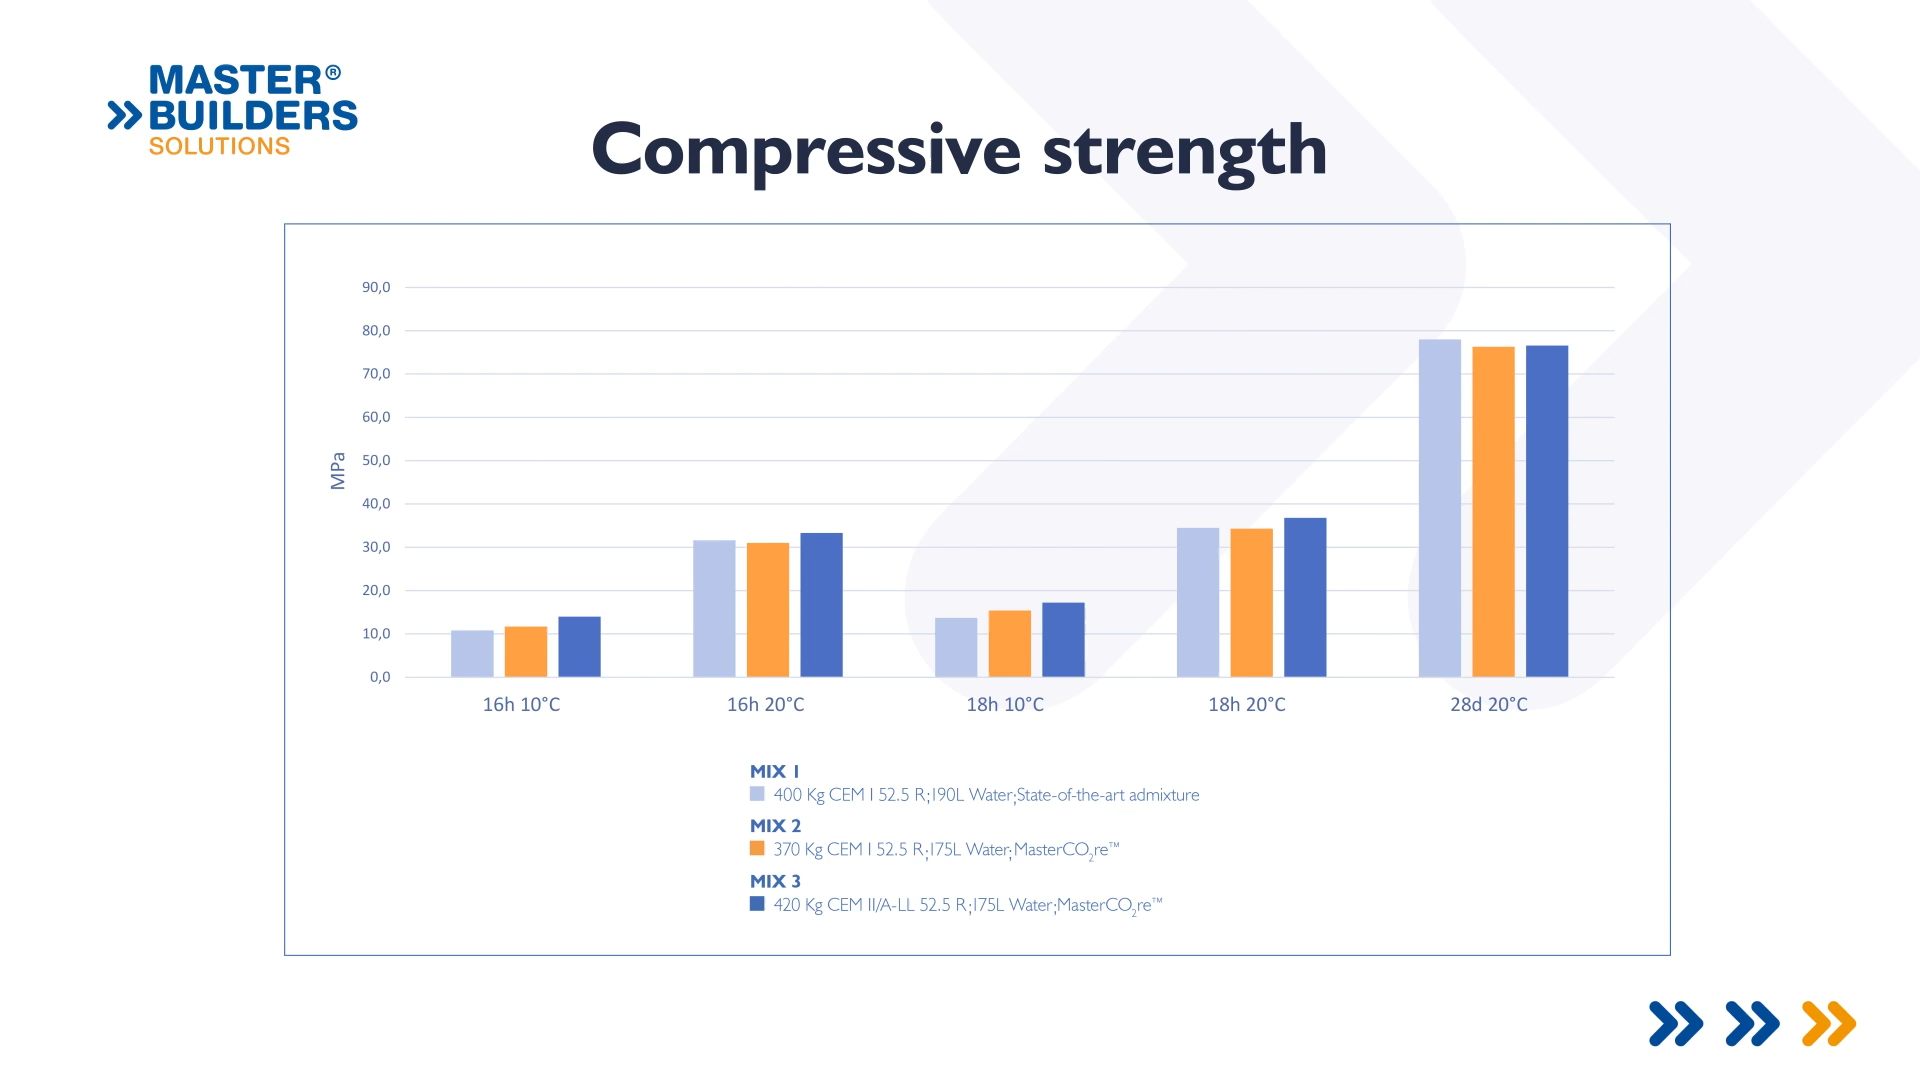 MASTER®
BUILDERS
SOLUTIONS
Compressive strength
MPa
90,0
80,0
70,0
60,0
50,0
40,0
30,0
20,0
10,0
0,0
16h 10°C
16h 20°C
18h 10°C
18h 20°C
28d 20°C
MIX 1
400 Kg CEM I 52.5 R;190L Water;State-of-the-art admixture
MIX 2
370 Kg CEM I 52.5 R;175L Water;MasterCO₂re™
MIX 3
420 Kg CEM II/A-LL 52.5 R;175L Water;MasterCO₂re™